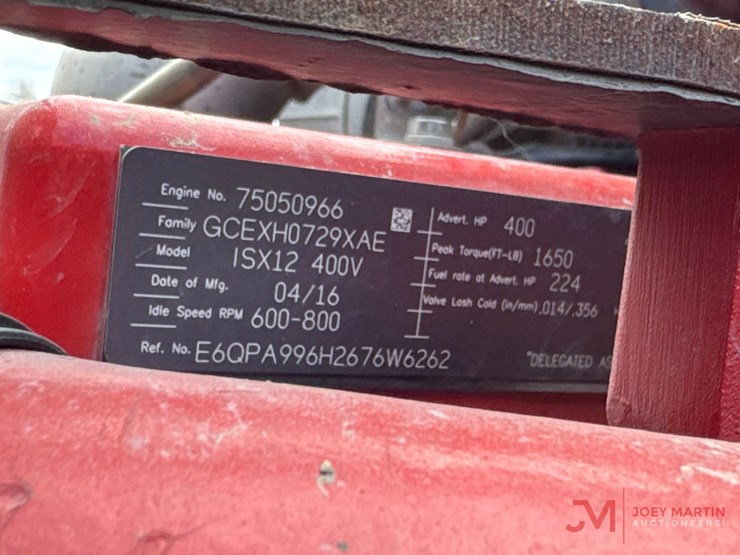 Engine No. 75050966
Family GCEXH0729XAE
Model ISX12 400V
Date of Mfg. 04/16
Idle Speed RPM 600-800
Ref. No. E6QPA996H2676W6262
Advert. HP 400
Peak Torque(FT-LB) 1650
Fuel rate at Advert. HP 224
Valve Lash Cold (in/mm) .014/.356
"DELEGATED AS
JM JOEY MARTIN
AUCTIONEERS!